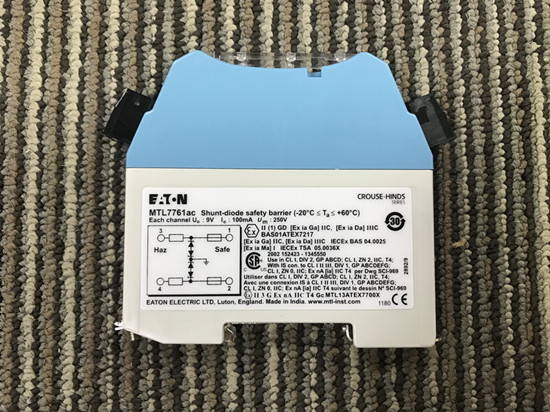 EATON
CROUSE-HINDS
SERIES
MTL7761ac Shunt-diode safety barrier (-20°C ≤ Ta ≤ +60°C)
Each channel Uo : 9V Io : 100mA Um : 250V
Ex II (1) GD [Ex ia Ga] IIC, [Ex ia Da] IIIC
BAS01ATEX7217
[Ex ia Ga] IIC, [Ex ia Da] IIIC IECEx BAS 04.0025
[Ex ia Ma] I IECEx TSA 05.0036X
2002 152423 - 1345550
Use in CL I, DIV 2, GP ABCD; CL I, ZN 2, IIC, T4;
With IS con. to CL I II III, DIV 1, GP ABCDEFG;
CL I, ZN 0, IIC; Ex nA [ia] IIC T4 per Dwg SCI-969
Utiliser dans CL I, DIV 2, GP ABCD; CL I, ZN 2, IIC, T4;
Avec une connexion IS à CL I II III, DIV 1, GP ABCDEFG;
CL I, ZN 0, IIC; Ex nA [ia] IIC T4 suivant le dessin N° SCI-969
Ex II 3 G Ex nA IIC T4 Gc MTL13ATEX7700X
3
1
Haz
Safe
4
2
SA
30
EATON ELECTRIC LTD, Luton, England. Made in India. www.mtl-inst.com
1180